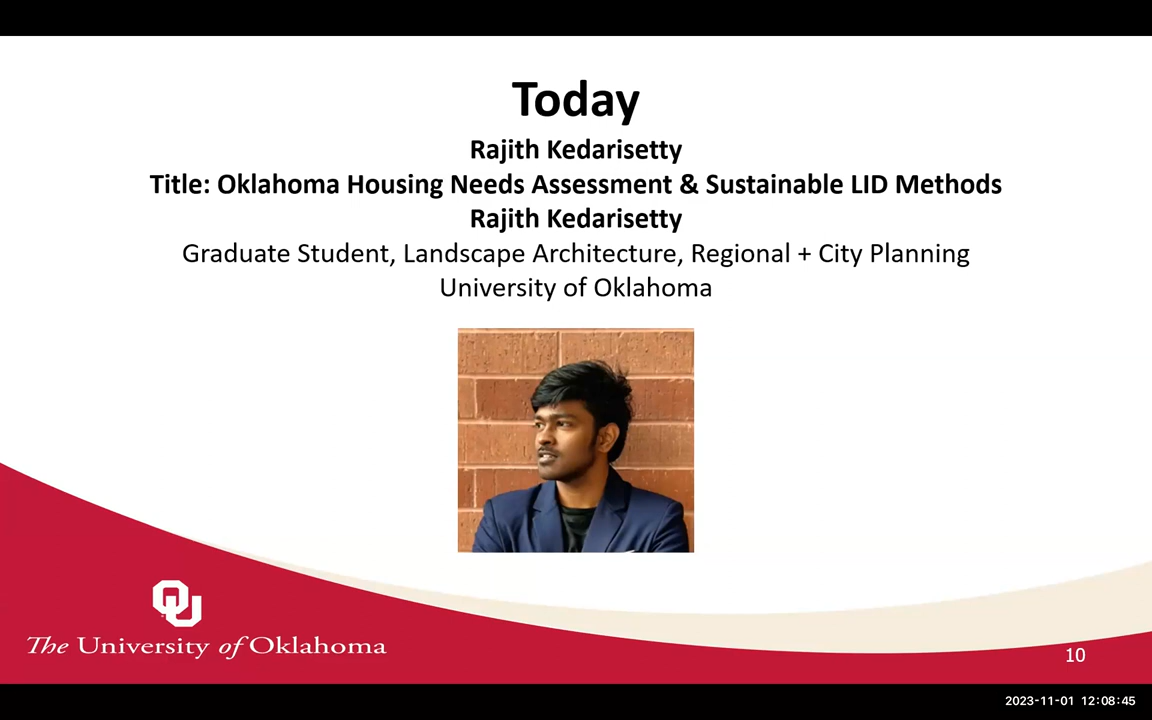 Today
Rajith Kedarisetty
Title: Oklahoma Housing Needs Assessment & Sustainable LID Methods
Rajith Kedarisetty
Graduate Student, Landscape Architecture, Regional + City Planning
University of Oklahoma
OU
The University of Oklahoma
10
2023-11-01 12:08:45